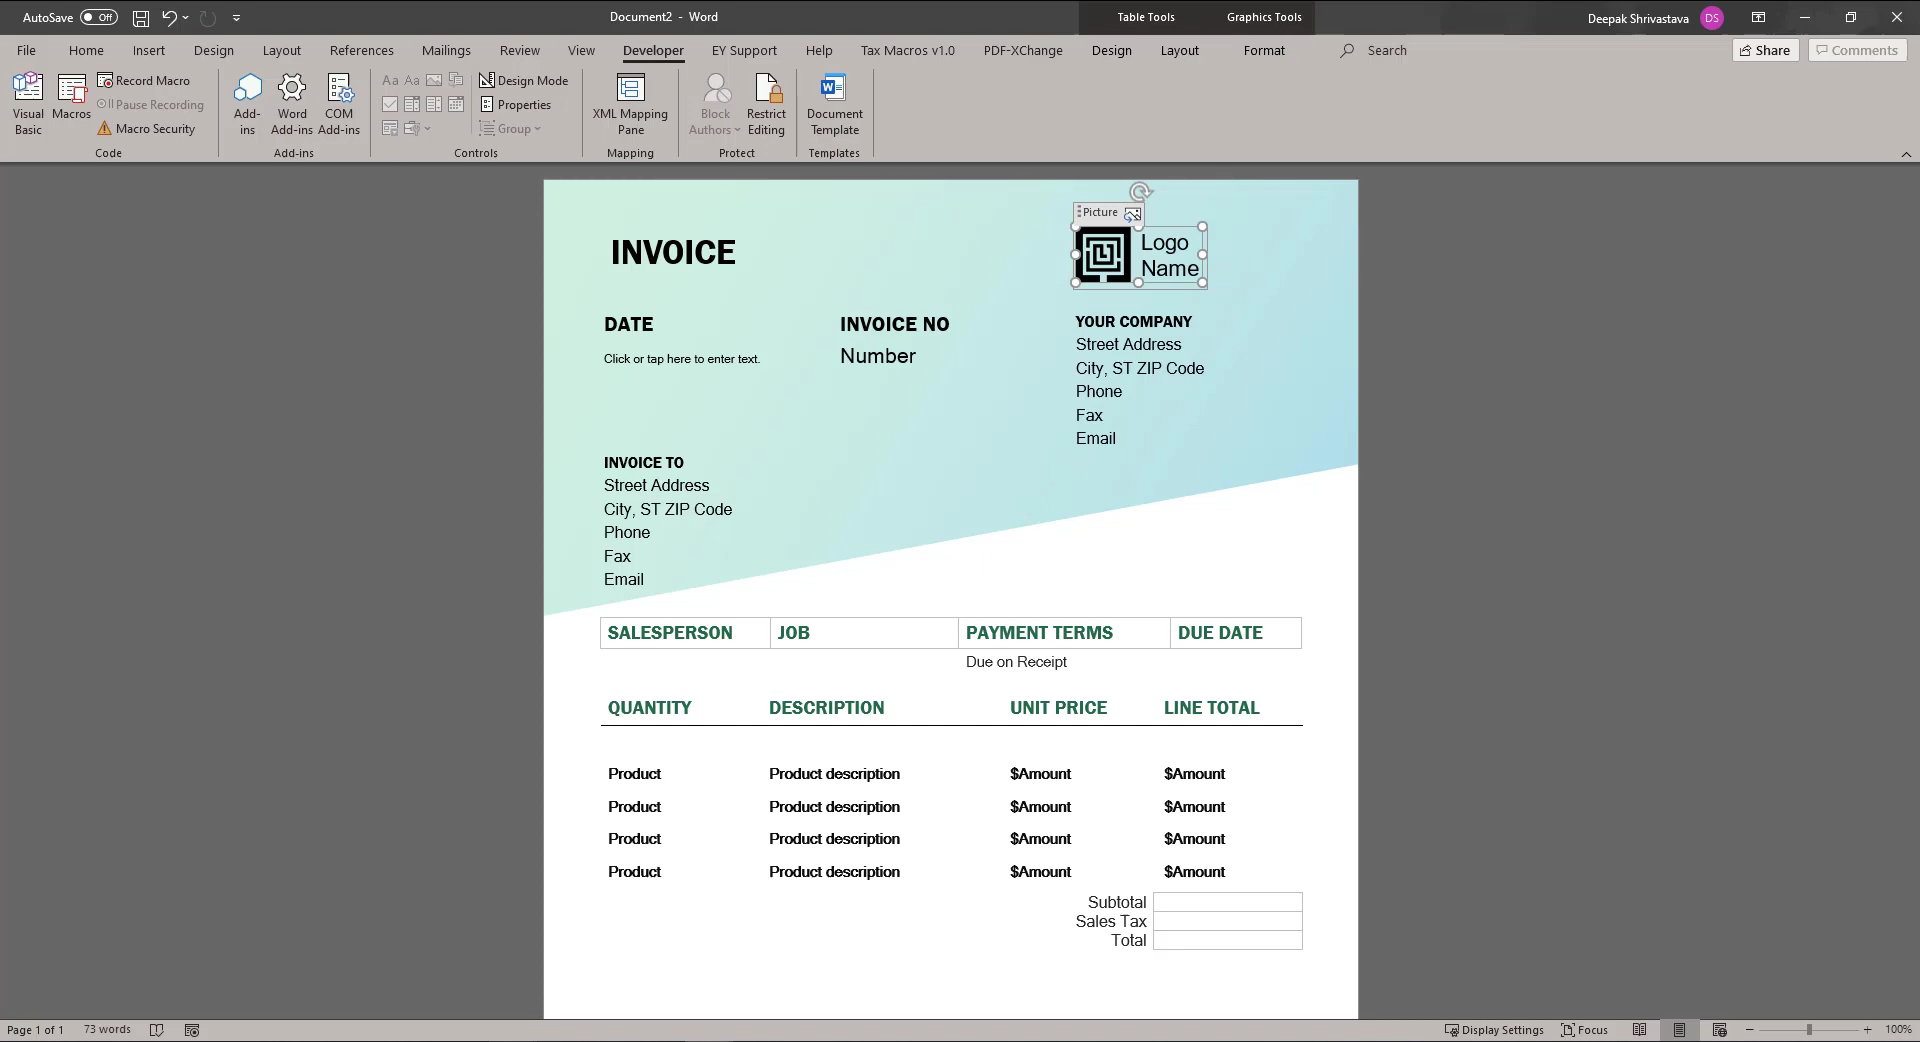 AutoSave Off Document2 - Word Table Tools Graphics Tools Deepak Shrivastava DS
File Home Insert Design Layout References Mailings Review View Developer EY Support Help Tax Macros v1.0 PDF-XChange Design Layout Format Search Share Comments
Visual Basic
Macros
Record Macro
Pause Recording
Macro Security
Code
Add-ins
Word Add-ins
COM Add-ins
Add-ins
Aa Aa
Design Mode
Properties
Group
Controls
XML Mapping Pane
Mapping
Block Authors
Restrict Editing
Protect
Document Template
Templates
Picture
INVOICE
Logo
Name
DATE
Click or tap here to enter text.
INVOICE NO
Number
YOUR COMPANY
Street Address
City, ST ZIP Code
Phone
Fax
Email
INVOICE TO
Street Address
City, ST ZIP Code
Phone
Fax
Email
SALESPERSON JOB PAYMENT TERMS DUE DATE
Due on Receipt
QUANTITY DESCRIPTION UNIT PRICE LINE TOTAL
Product Product description $Amount $Amount
Product Product description $Amount $Amount
Product Product description $Amount $Amount
Product Product description $Amount $Amount
Subtotal
Sales Tax
Total
Page 1 of 1 73 words Display Settings Focus 100%